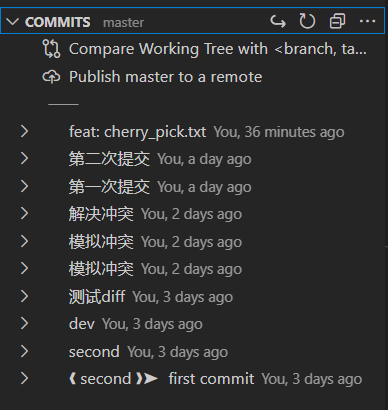 COMMITS master
Compare Working Tree with <branch, ta...
Publish master to a remote
feat: cherry_pick.txt You, 36 minutes ago
第二次提交 You, a day ago
第一次提交 You, a day ago
解决冲突 You, 2 days ago
模拟冲突 You, 2 days ago
模拟冲突 You, 2 days ago
测试diff You, 3 days ago
dev You, 3 days ago
second You, 3 days ago
❰ second ❱➤ first commit You, 3 days ago